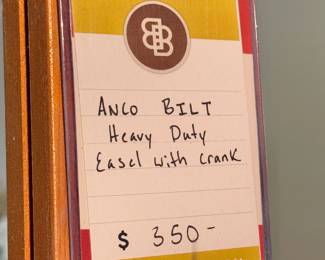 ANCO BILT
Heavy Duty
Easel with crank
$ 350-